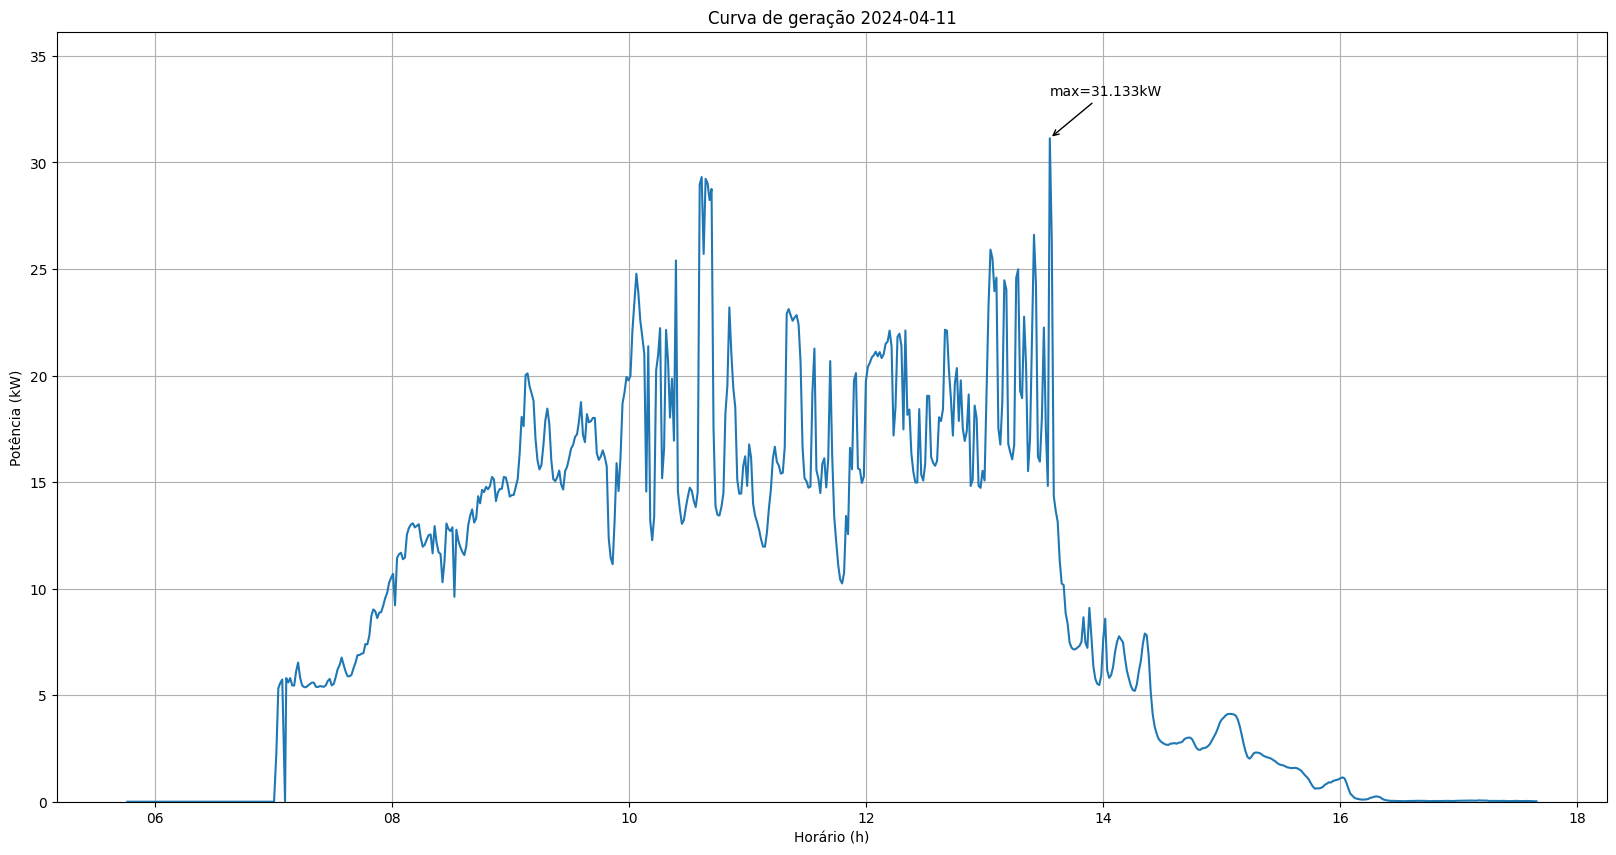 Curva de geração 2024-04-11
max=31.133kW
Potência (kW)
35
30
25
20
15
10
5
0
06 08 10 12 14 16 18
Horário (h)